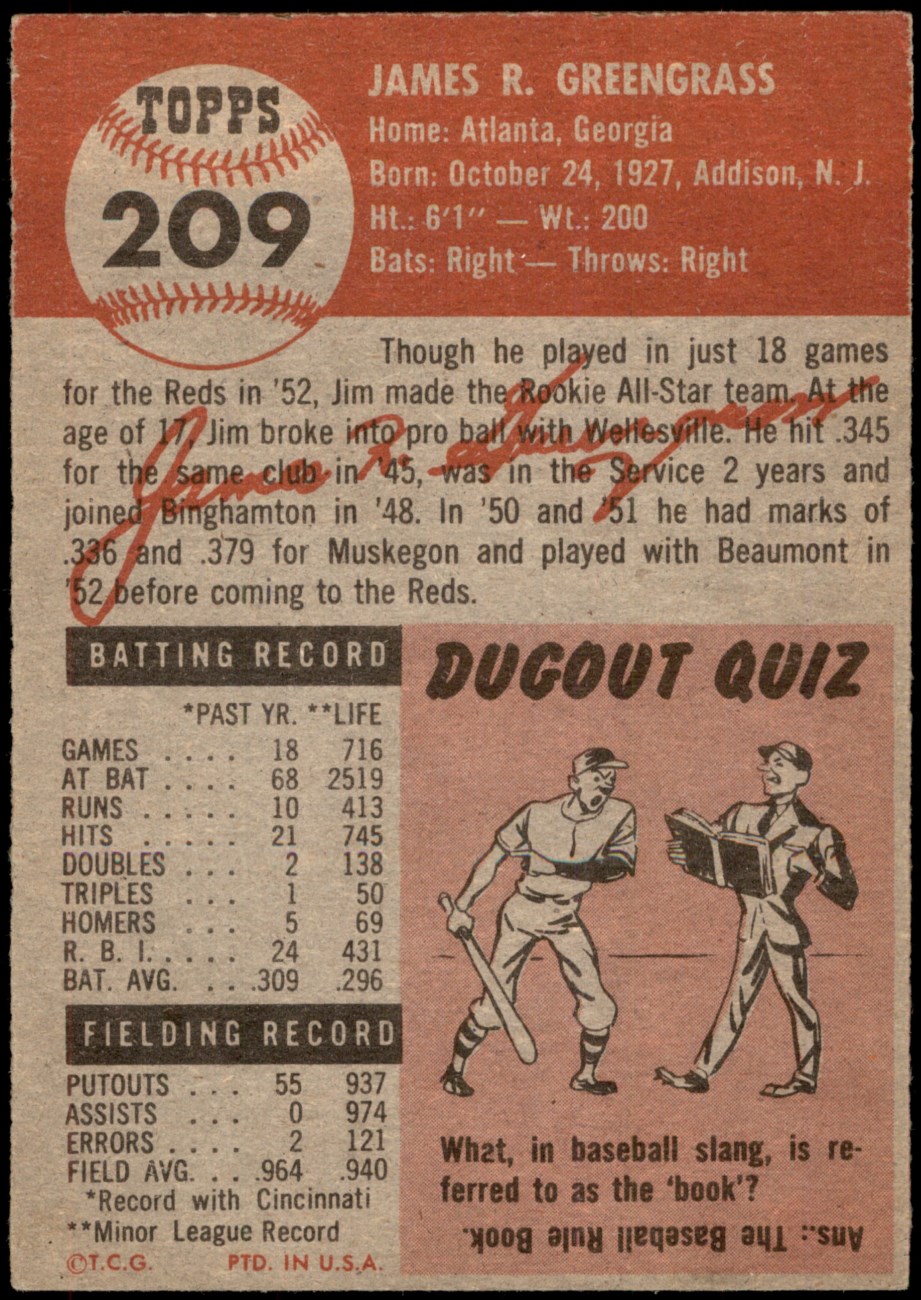 TOPPS
209
JAMES R. GREENGRASS
Home: Atlanta, Georgia
Born: October 24, 1927, Addison, N. J.
Ht.: 6'1" — Wt.: 200
Bats: Right — Throws: Right
Though he played in just 18 games
for the Reds in '52, Jim made the Rookie All-Star team. At the
age of 17, Jim broke into pro ball with Wellesville. He hit .345
for the same club in '45, was in the Service 2 years and
joined Binghamton in '48. In '50 and '51 he had marks of
.336 and .379 for Muskegon and played with Beaumont in
'52 before coming to the Reds.
James R. Greengrass
BATTING RECORD
*PAST YR. **LIFE
GAMES . . . . 18 716
AT BAT . . . . 68 2519
RUNS . . . . . 10 413
HITS . . . . . 21 745
DOUBLES . . . 2 138
TRIPLES . . . 1 50
HOMERS . . . 5 69
R. B. I. . . . . 24 431
BAT. AVG. . . . .309 .296
FIELDING RECORD
PUTOUTS . . . 55 937
ASSISTS . . . 0 974
ERRORS . . . . 2 121
FIELD AVG. . . .964 .940
*Record with Cincinnati
**Minor League Record
©T.C.G. PTD. IN U.S.A.
DUGOUT QUIZ
What, in baseball slang, is re-
ferred to as the 'book'?
Ans.: The Baseball Rule Book.